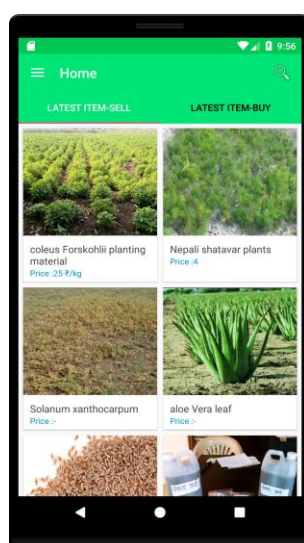 9:56
Home
LATEST ITEM-SELL
LATEST ITEM-BUY
coleus Forskohlii planting
material
Price :25 ₹/kg
Nepali shatavar plants
Price :4
Solanum xanthocarpum
Price :-
aloe Vera leaf
Price :-